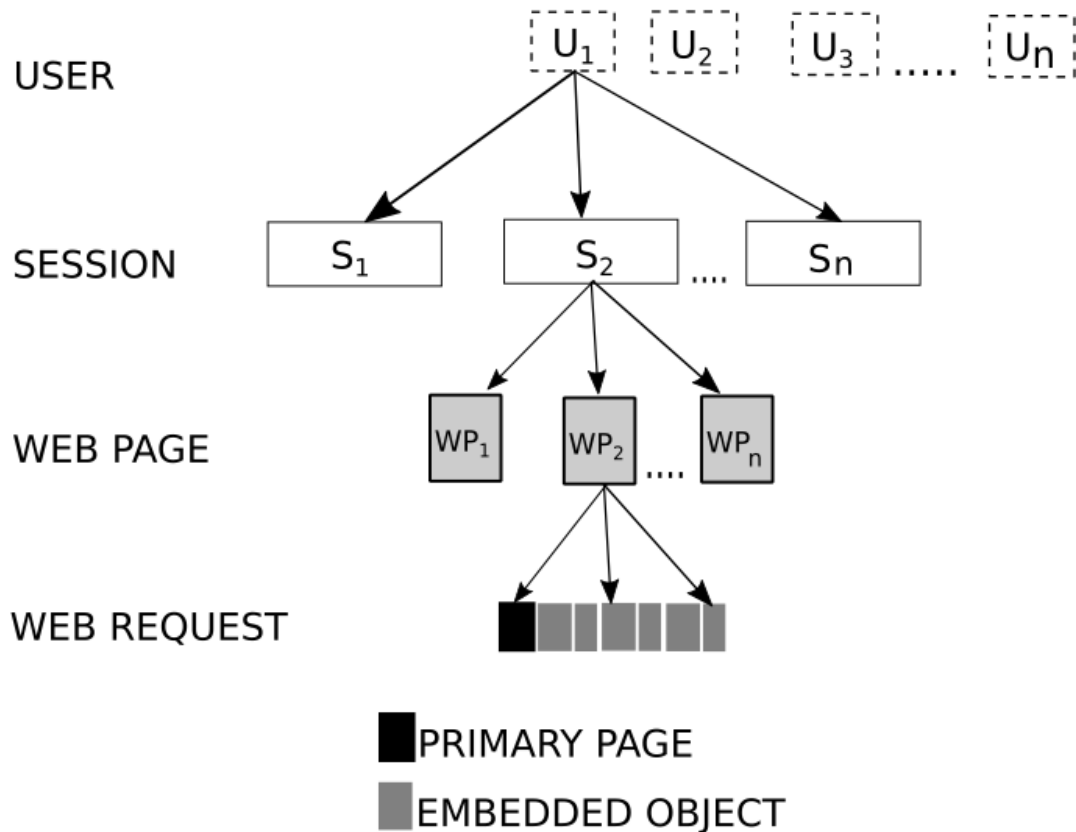 USER U₁ U₂ U₃ ..... Un
SESSION S₁ S₂ .... Sn
WEB PAGE WP₁ WP₂ .... WPn
WEB REQUEST
PRIMARY PAGE
EMBEDDED OBJECT